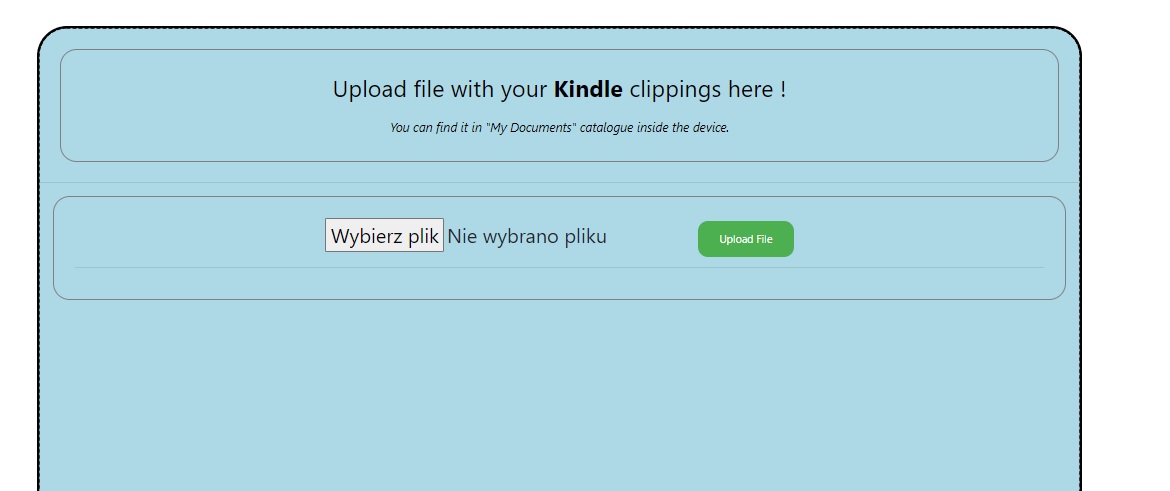 Upload file with your Kindle clippings here !
You can find it in "My Documents" catalogue inside the device.
Wybierz plik Nie wybrano pliku Upload File